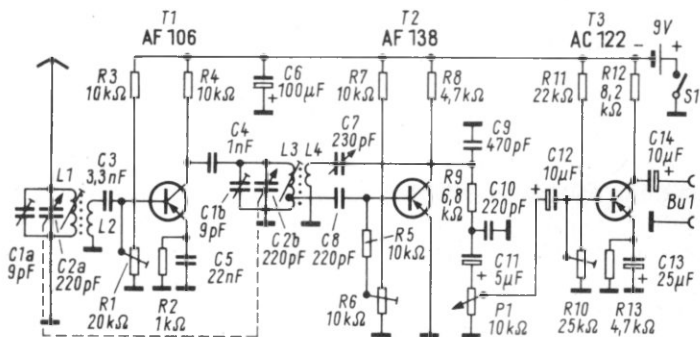 T1
AF 106
T2
AF 138
T3
AC 122
9V
- +
S1
R3
10kΩ
R4
10kΩ
C6
100µF
+
R7
10kΩ
R8
4,7kΩ
R11
22kΩ
R12
8,2
kΩ
C4
1nF
C7
230pF
C9
470pF
C14
10µF
+
Bu1
L1
C3
3,3nF
L2
L3
L4
R9
6,8
kΩ
C10
220pF
C12
10µF
+
C1a
9pF
C2a
220pF
R1
20kΩ
R2
1kΩ
C5
22nF
C1b
9pF
C2b
220pF
C8
220pF
R5
10kΩ
R6
10kΩ
C11
5µF
+
P1
10kΩ
R10
25kΩ
R13
4,7kΩ
C13
25µF
+